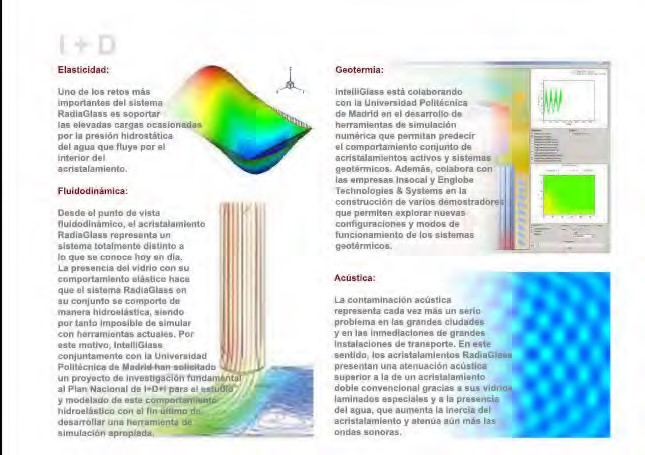 I + D
Elasticidad:
Uno de los retos más
importantes del sistema
RadiaGlass es soportar
las elevadas cargas ocasionadas
por la presión hidrostática
del agua que fluye por el
interior del
acristalamiento.
Fluidodinámica:
Desde el punto de vista
fluidodinámico, el acristalamiento
RadiaGlass representa un
sistema totalmente distinto a
lo que se conoce hoy en día.
La presencia del vidrio con su
comportamiento elástico hace
que el sistema RadiaGlass en
su conjunto se comporte de
manera hidroelástica, siendo
por tanto imposible de simular
con herramientas actuales. Por
este motivo, IntelliGlass
conjuntamente con la Universidad
Politécnica de Madrid han solicitado
un proyecto de investigación fundamental
al Plan Nacional de I+D+i para el estudio
y modelado de este comportamiento
hidroelástico con el fin último de
desarrollar una herramienta de
simulación apropiada.
Geotermia:
IntelliGlass está colaborando
con la Universidad Politécnica
de Madrid en el desarrollo de
herramientas de simulación
numérica que permitan predecir
el comportamiento conjunto de
acristalamientos activos y sistemas
geotérmicos. Además, colabora con
las empresas Insocal y Englobe
Technologies & Systems en la
construcción de varios demostradores
que permiten explorar nuevas
configuraciones y modos de
funcionamiento de los sistemas
geotérmicos.
Acústica:
La contaminación acústica
representa cada vez más un serio
problema en las grandes ciudades
y en las inmediaciones de grandes
instalaciones de transporte. En este
sentido, los acristalamientos RadiaGlass
presentan una atenuación acústica
superior a la de un acristalamiento
doble convencional gracias a sus vidrios
laminados especiales y a la presencia
del agua, que aumenta la inercia del
acristalamiento y atenúa aún más las
ondas sonoras.